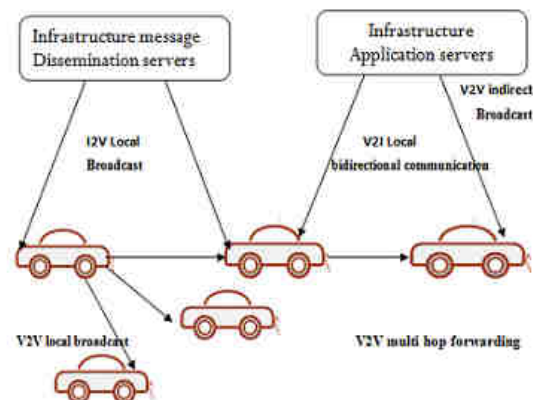 Infrastructure message
Dissemination servers
Infrastructure
Application servers
V2V indirect
Broadcast
I2V Local
Broadcast
V2I Local
bidirectional communication
V2V local broadcast
V2V multi hop forwarding